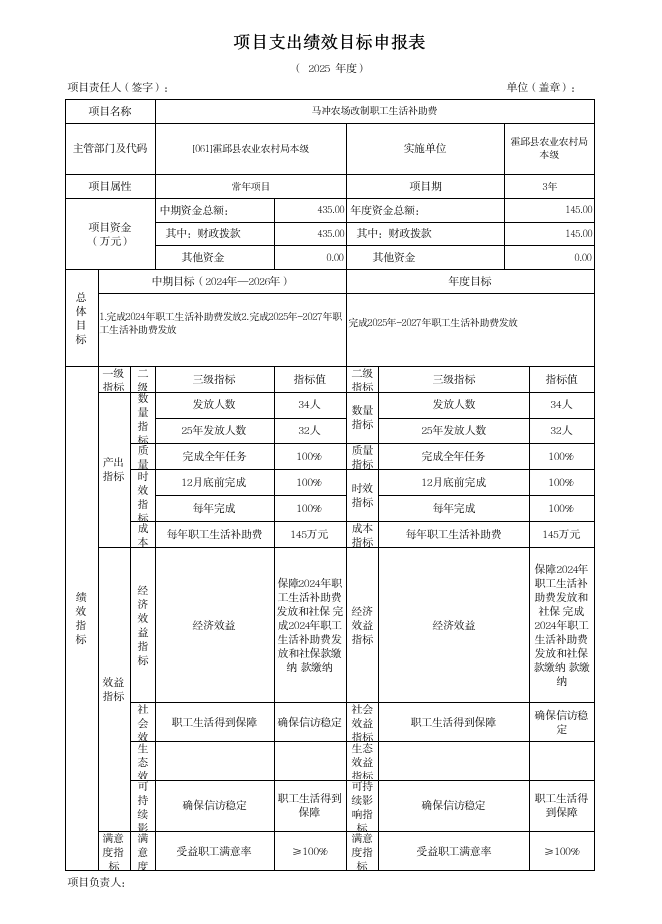 项目支出绩效目标申报表
（ 2025 年度）
项目责任人（签字）： 单位（盖章）：
项目名称 马冲农场改制职工生活补助费
主管部门及代码 [061]霍邱县农业农村局本级 实施单位 霍邱县农业农村局
本级
项目属性 常年项目 项目期 3年
项目资金
（万元）
中期资金总额： 435.00 年度资金总额： 145.00
其中：财政拨款 435.00 其中：财政拨款 145.00
其他资金 0.00 其他资金 0.00
总
体
目
标
中期目标（2024年—2026年） 年度目标
1.完成2024年职工生活补助费发放2.完成2025年-2027年职
工生活补助费发放
完成2025年-2027年职工生活补助费发放
绩
效
指
标
一级
指标
二
级
三级指标 指标值
二级
指标
三级指标 指标值
产出
指标
数
量
指
标
发放人数 34人
数量
指标
发放人数 34人
25年发放人数 32人 25年发放人数 32人
质
量
完成全年任务 100%
质量
指标
完成全年任务 100%
时
效
指
标
12月底前完成 100%
时效
指标
12月底前完成 100%
每年完成 100% 每年完成 100%
成
本
每年职工生活补助费 145万元
成本
指标
每年职工生活补助费 145万元
效益
指标
经
济
效
益
指
标
经济效益
保障2024年职
工生活补助费
发放和社保 完
成2024年职工
生活补助费发
放和社保款缴
纳 款缴纳
经济
效益
指标
经济效益
保障2024年
职工生活补
助费发放和
社保 完成
2024年职工
生活补助费
发放和社保
款缴纳 款缴
纳
社
会
效
职工生活得到保障 确保信访稳定
社会
效益
指标
职工生活得到保障
确保信访稳
定
生
态
效
生态
效益
指标
可
持
续
影
确保信访稳定
职工生活得到
保障
可持
续影
响指
标
确保信访稳定
职工生活得
到保障
满意
度指
标
满
意
度
受益职工满意率 ≥100%
满意
度指
标
受益职工满意率 ≥100%
项目负责人：